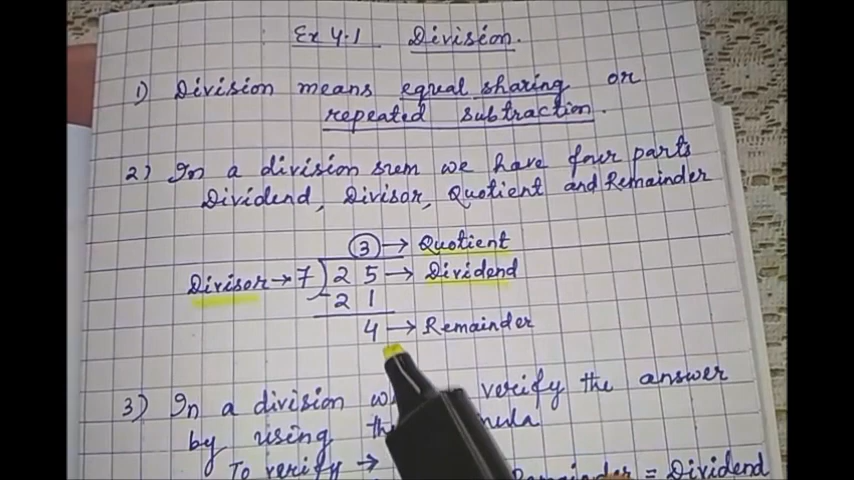 Ex 4.1 Division.
1) Division means equal sharing or
repeated subtraction.
2) In a division srem we have four parts
Dividend, Divisor, Quotient and Remainder
3 → Quotient
Divisor → 7 ) 2 5 → Dividend
- 2 1
4 → Remainder
3) In a division verify the answer
by using
To verify → = Dividend